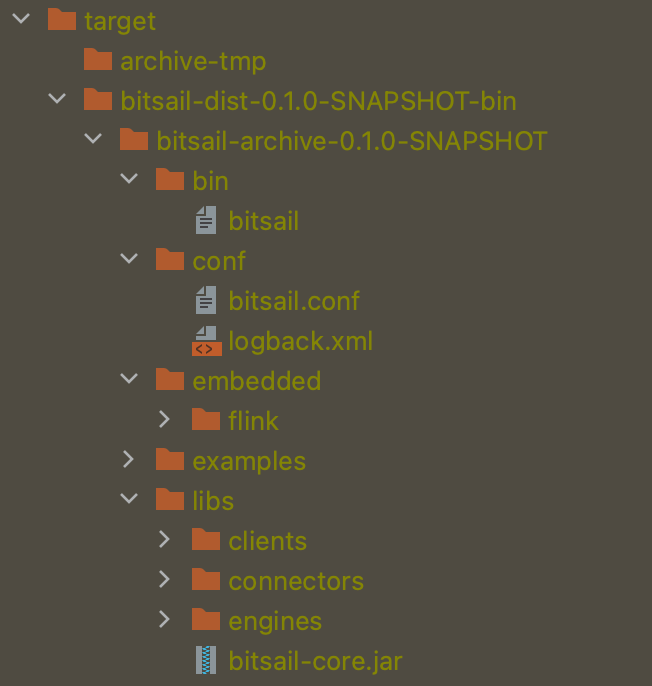 target
archive-tmp
bitsail-dist-0.1.0-SNAPSHOT-bin
bitsail-archive-0.1.0-SNAPSHOT
bin
bitsail
conf
bitsail.conf
logback.xml
embedded
flink
examples
libs
clients
connectors
engines
bitsail-core.jar